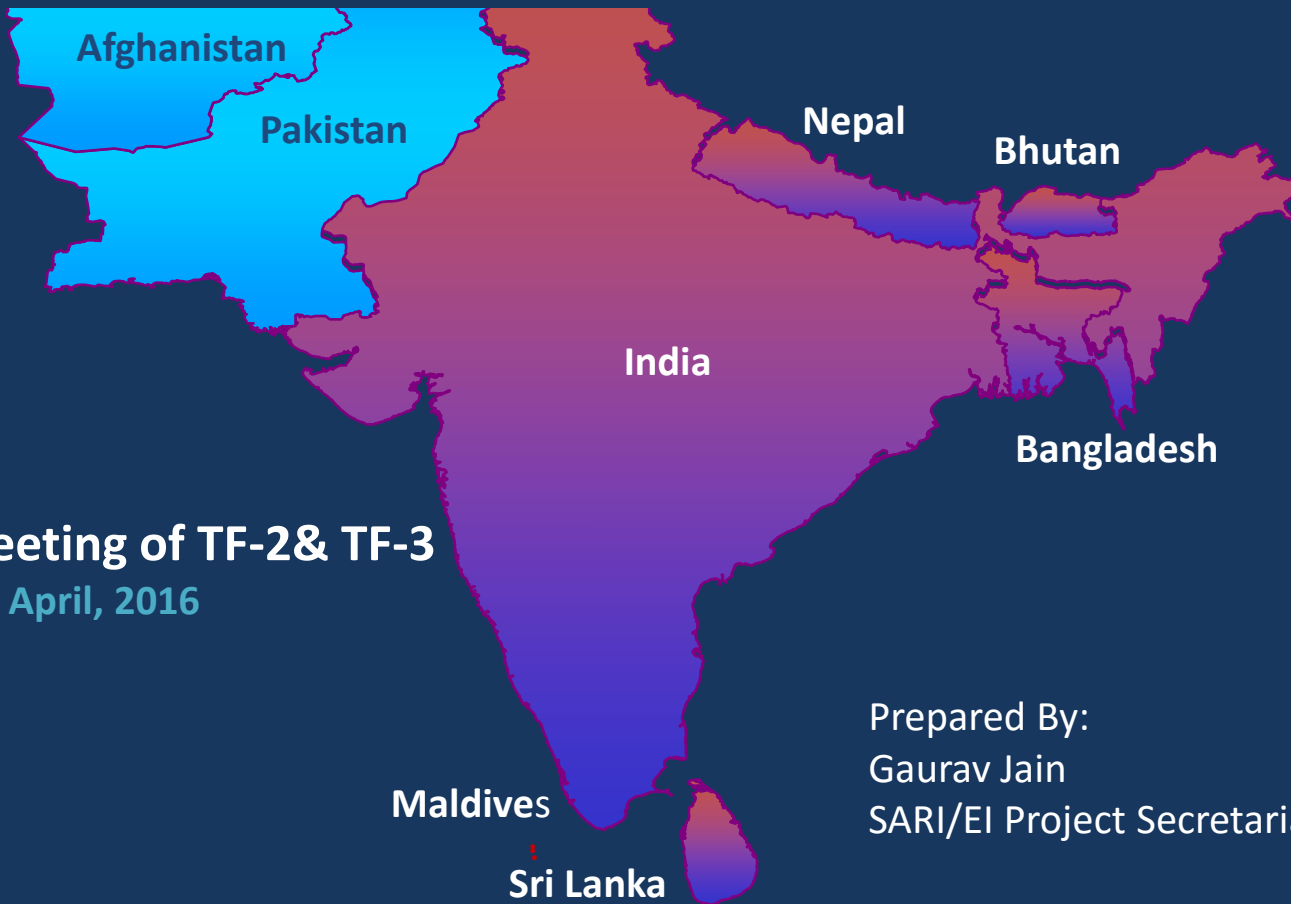 Afghanistan
Pakistan
Nepal
Bhutan
India
Bangladesh
eeting of TF-2& TF-3
April, 2016
Prepared By:
Gaurav Jain
SARI/EI Project Secretari
Maldives
Sri Lanka